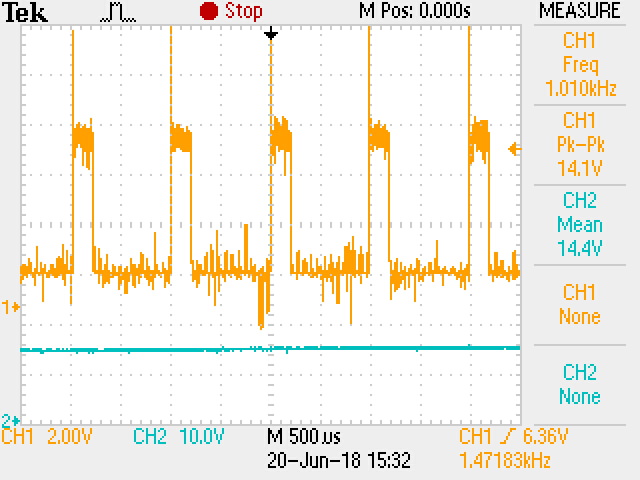 Tek Stop M Pos: 0.000s MEASURE
CH1
Freq
1.010kHz
CH1
Pk-Pk
14.1V
CH2
Mean
14.4V
CH1
None
CH2
None
1
2
CH1 2.00V CH2 10.0V M 500µs CH1 6.36V
20-Jun-18 15:32 1.47183kHz